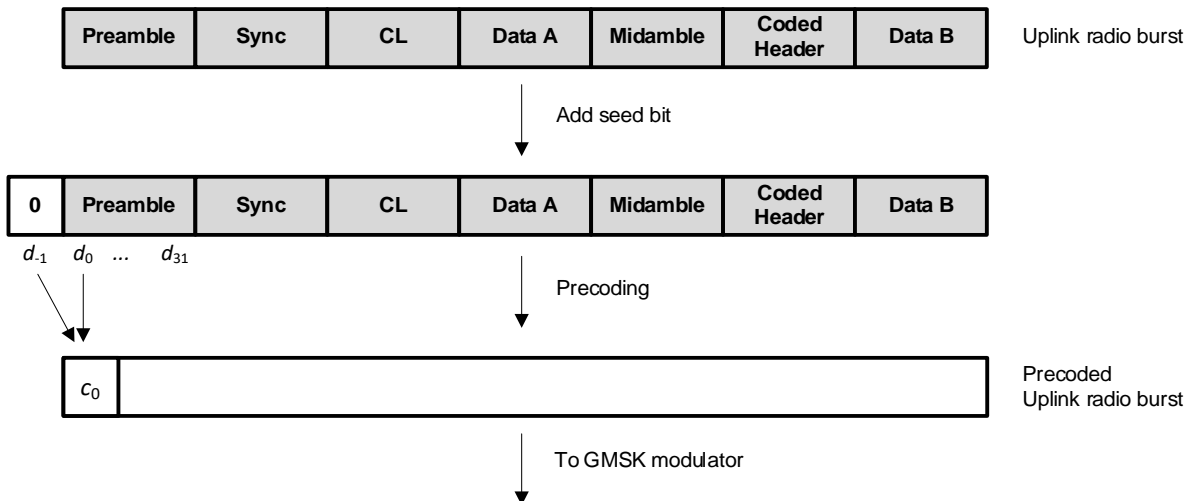 Preamble Sync CL Data A Midamble Coded Header Data B Uplink radio burst
Add seed bit
0 Preamble Sync CL Data A Midamble Coded Header Data B
d-1 d0 ... d31
Precoding
c0 Precoded
Uplink radio burst
To GMSK modulator